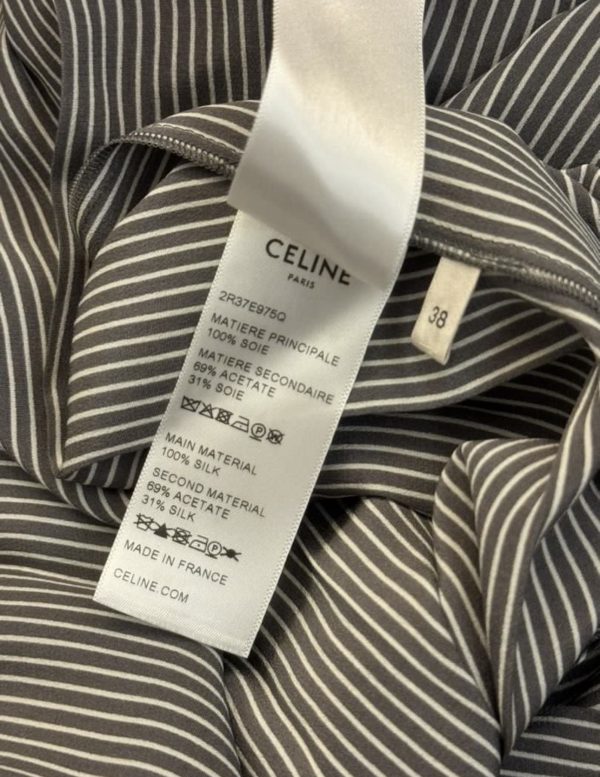 CELINE
PARIS
2R37E975Q
MATIERE PRINCIPALE
100% SOIE
MATIERE SECONDAIRE
69% ACETATE
31% SOIE
MAIN MATERIAL
100% SILK
SECOND MATERIAL
69% ACETATE
31% SILK
MADE IN FRANCE
CELINE.COM
38